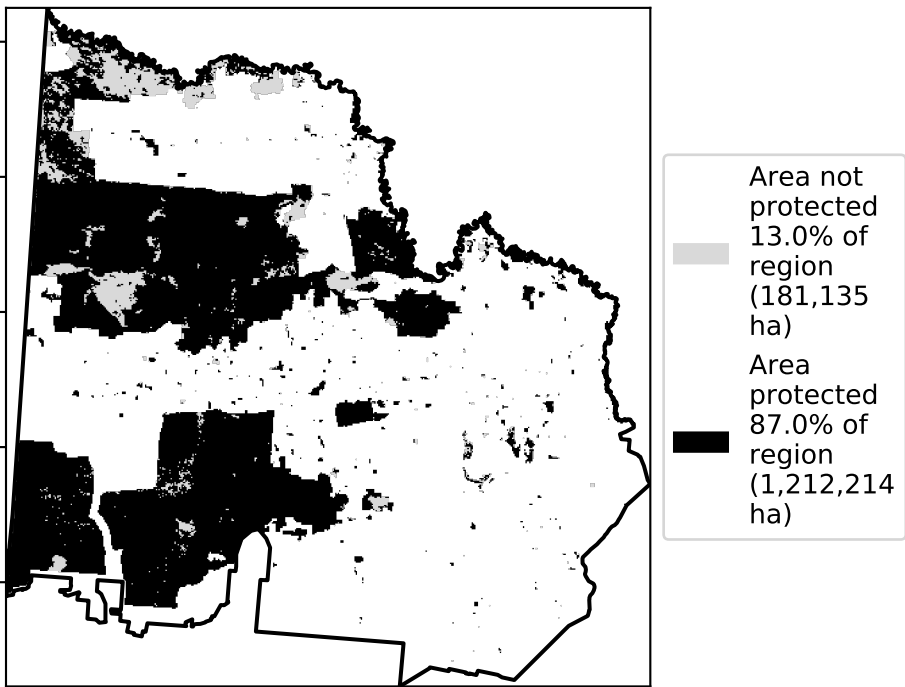 Area not
protected
13.0% of
region
(181,135
ha)
Area
protected
87.0% of
region
(1,212,214
ha)